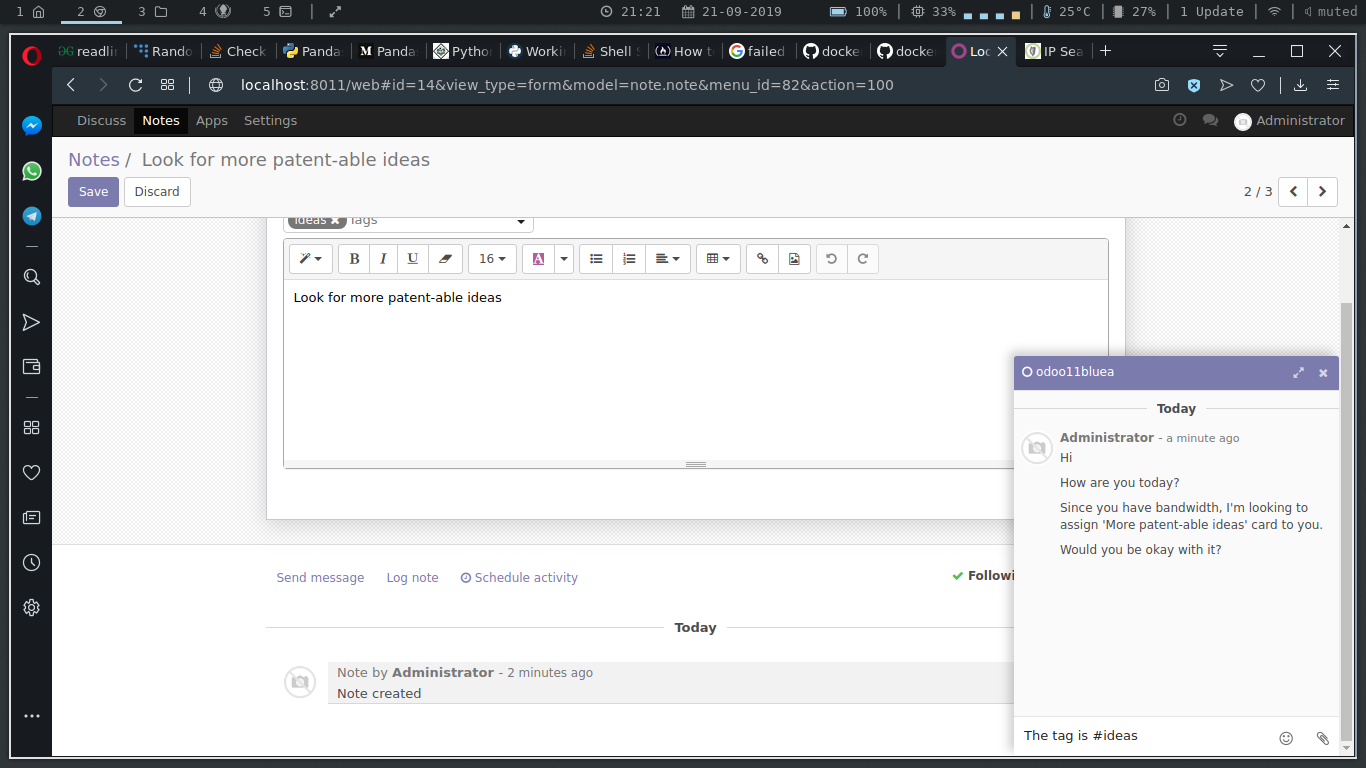 1 2 3 4 5 21:21 21-09-2019 100% 33% 25°C 27% 1 Update muted
readli Rando Check Panda Panda Pytho Worki Shell How t failed docke docke Loc IP Sea
localhost:8011/web#id=14&view_type=form&model=note.note&menu_id=82&action=100
Discuss Notes Apps Settings Administrator
Notes / Look for more patent-able ideas
Save Discard 2 / 3
ideas Tags
B I U 16 A
Look for more patent-able ideas
Send message Log note Schedule activity Followi
Today
Note by Administrator - 2 minutes ago
Note created
odoo11bluea
Today
Administrator - a minute ago
Hi
How are you today?
Since you have bandwidth, I'm looking to
assign 'More patent-able ideas' card to you.
Would you be okay with it?
The tag is #ideas